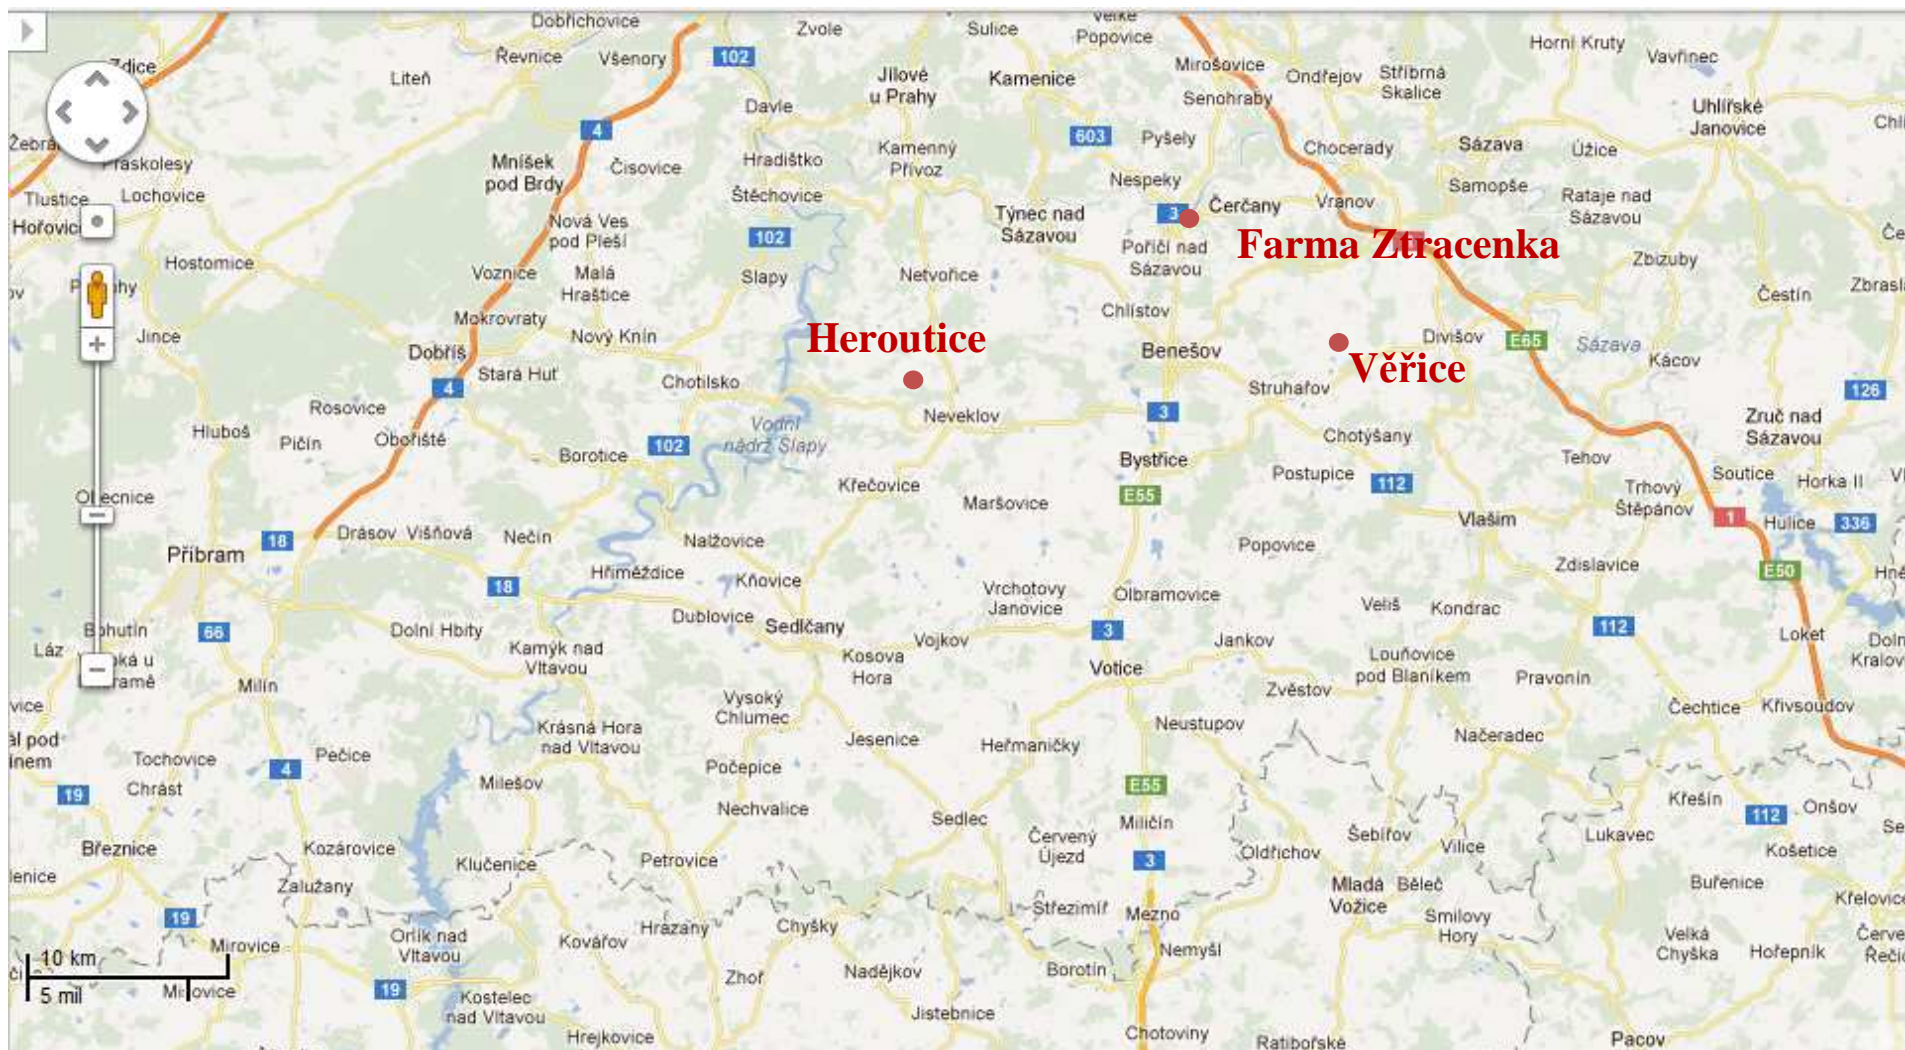 Dobřichovice
Zvole
Sulice
Velké
Popovice
Řevnice
Všenory
102
Mirošovice
Horní Kruty
Vavřinec
Zdice
Liteň
Jílové
u Prahy
Kamenice
Ondřejov
Stříbrná
Skalice
Senohraby
Davle
Uhlířské
Janovice
4
603
Pyšely
Chocerady
Sázava
Úžice
Praskolesy
Mníšek
pod Brdy
Čisovice
Hradištko
Kamenný
Přívoz
Nespeky
Samopše
Tlustice
Lochovice
Štěchovice
Týnec nad
Sázavou
3
Čerčany
Vranov
Rataje nad
Sázavou
Nová Ves
pod Pleší
102
Poříčí nad
Sázavou
Farma Ztracenka
Hostomice
Voznice
Malá
Hraštice
Slapy
Netvořice
Zbizuby
Čestín
Chlístov
Mokrovraty
Nový Knín
Heroutice
Jince
Dobříš
Stará Huť
Benešov
Divišov
E65
Sázava
Kácov
Věřice
4
Chotilsko
Struhařov
126
Rosovice
Neveklov
3
Zruč nad
Sázavou
Hluboš
Pičín
Obořiště
102
Vodní
nádrž Slapy
Chotýšany
Borotice
Bystřice
Tehov
Křečovice
Postupice
112
Soutice
Horka II
E55
Maršovice
Trhový
Štěpánov
Vlašim
1
Hulice
336
Příbram
18
Drásov
Višňová
Nečín
Nalžovice
Popovice
Zdislavice
E50
18
Hříměždice
Kňovice
Vrchotovy
Janovice
Olbramovice
Veliš
Kondrac
Bohutín
66
Dolní Hbity
Dublovice
Sedlčany
Vojkov
3
Jankov
112
Loket
Láz
Kamýk nad
Vltavou
Kosova
Hora
Votice
Louňovice
pod Blaníkem
Pravonín
Milín
Vysoký
Chlumec
Zvěstov
Čechtice
Křivsoudov
Krásná Hora
nad Vltavou
Jesenice
Heřmaničky
Neustupov
Načeradec
Tochovice
Pečice
4
Milešov
Počepice
E55
19
Chrást
Nechvalice
Křešín
112
Onšov
Sedlec
Miličín
Březnice
Kozárovice
Klučenice
Petrovice
Červený
Újezd
3
Oldřichov
Šebířov
Vilice
Lukavec
Košetice
Zalužany
Mladá
Vožice
Běleč
Buřenice
19
Hrazany
Chyšky
Střezimíř
Mezno
Smilovy
Hory
Mirovice
Orlík nad
Vltavou
Kovářov
Nemyšl
Velká
Chyška
Hořepník
10 km
5 mil
19
Zhoř
Nadějkov
Borotín
Kostelec
nad Vltavou
Jistebnice
Hrejkovice
Chotoviny
Ratibořské
Pacov